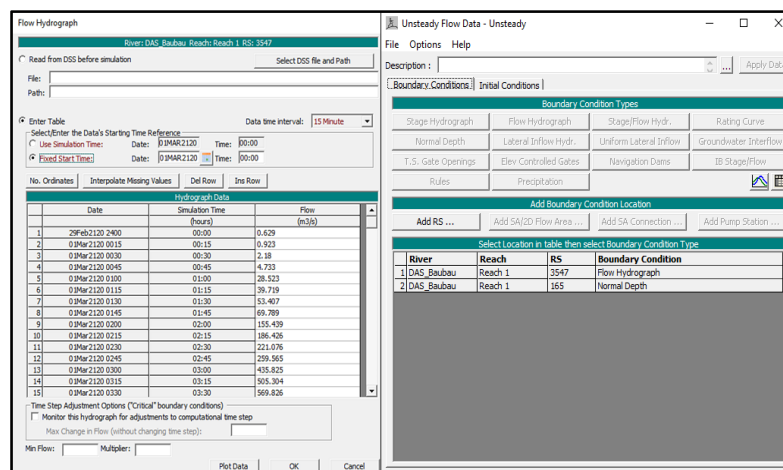 Flow Hydrograph
River: DAS_Baubau Reach: Reach 1 RS: 3547
Read from DSS before simulation
Select DSS file and Path
File:
Path:
Enter Table
Data time interval: 15 Minute
Select/Enter the Data's Starting Time Reference
Use Simulation Time: Date: 01MAR2120 Time: 00:00
Fixed Start Time: Date: 01MAR2120 Time: 00:00
No. Ordinates Interpolate Missing Values Del Row Ins Row
Hydrograph Data
Date Simulation Time Flow
(hours) (m3/s)
1 29Feb2120 2400 00:00 0.629
2 01Mar2120 0015 00:15 0.923
3 01Mar2120 0030 00:30 2.18
4 01Mar2120 0045 00:45 4.733
5 01Mar2120 0100 01:00 28.523
6 01Mar2120 0115 01:15 39.719
7 01Mar2120 0130 01:30 53.407
8 01Mar2120 0145 01:45 69.789
9 01Mar2120 0200 02:00 155.439
10 01Mar2120 0215 02:15 186.426
11 01Mar2120 0230 02:30 221.076
12 01Mar2120 0245 02:45 259.565
13 01Mar2120 0300 03:00 435.825
14 01Mar2120 0315 03:15 505.304
15 01Mar2120 0330 03:30 569.826
Time Step Adjustment Options ("Critical" boundary conditions)
Monitor this hydrograph for adjustments to computational time step
Max Change in Flow (without changing time step):
Min Flow: Multiplier:
Plot Data OK Cancel
Unsteady Flow Data - Unsteady
File Options Help
Description : ... Apply Data
Boundary Conditions Initial Conditions
Boundary Condition Types
Stage Hydrograph Flow Hydrograph Stage/Flow Hydr. Rating Curve
Normal Depth Lateral Inflow Hydr. Uniform Lateral Inflow Groundwater Interflow
T.S. Gate Openings Elev Controlled Gates Navigation Dams IB Stage/Flow
Rules Precipitation
Add Boundary Condition Location
Add RS ... Add SA/2D Flow Area ... Add SA Connection ... Add Pump Station ...
Select Location in table then select Boundary Condition Type
River Reach RS Boundary Condition
1 DAS_Baubau Reach 1 3547 Flow Hydrograph
2 DAS_Baubau Reach 1 165 Normal Depth